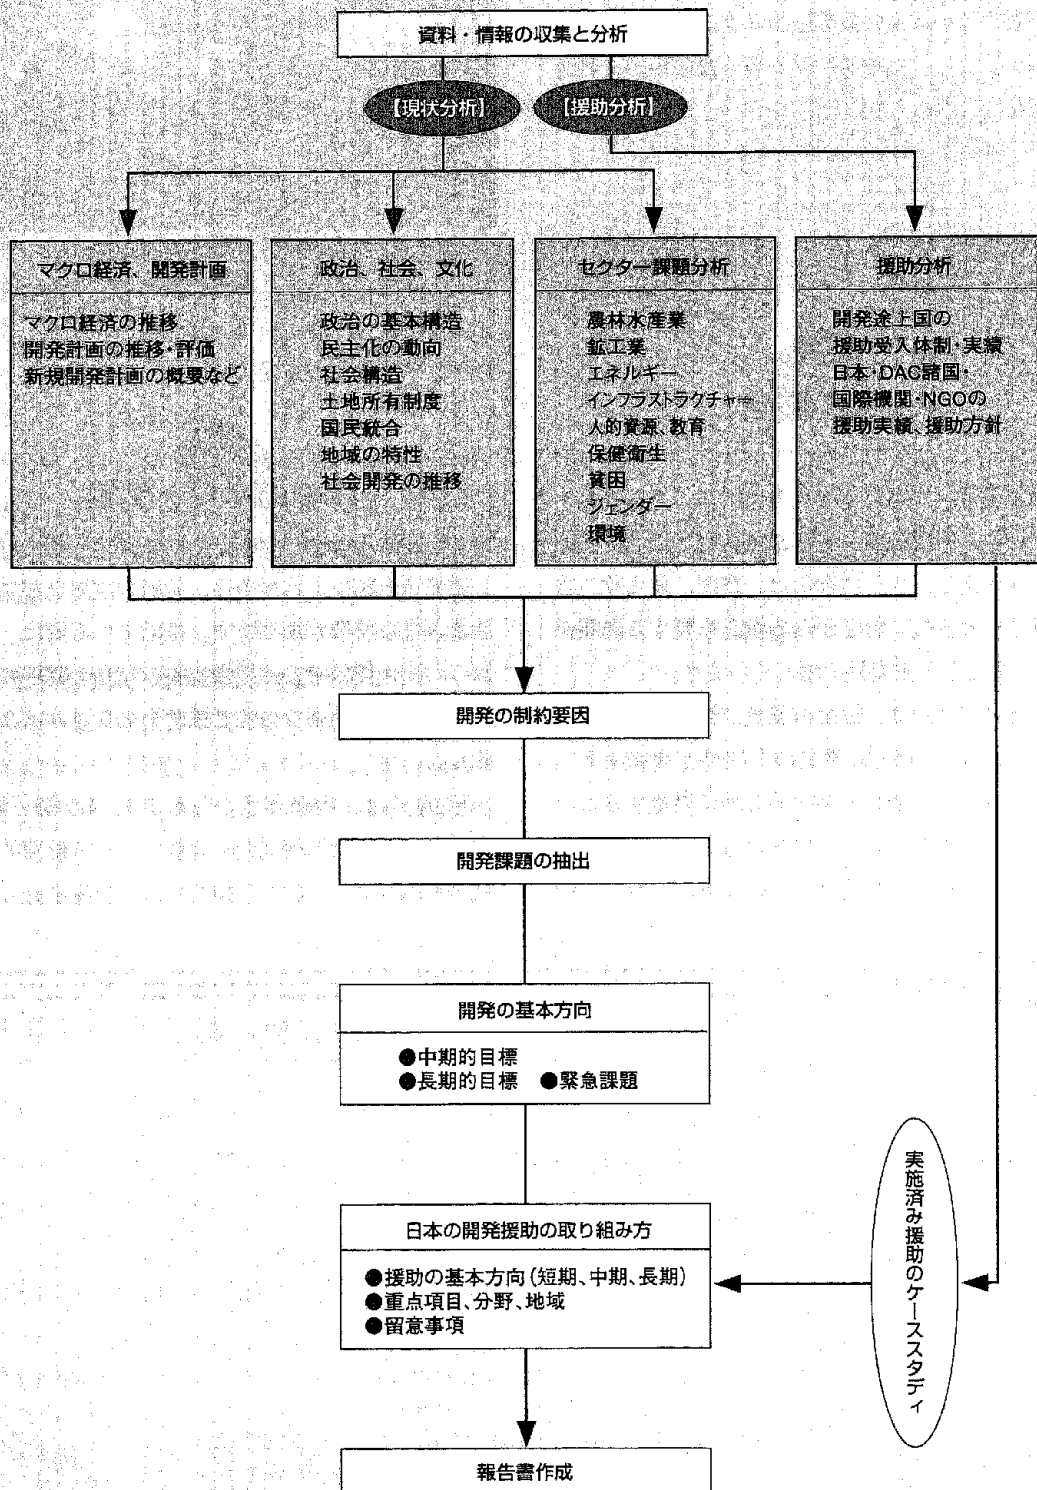 資料・情報の収集と分析
【現状分析】
【援助分析】
マクロ経済、開発計画
マクロ経済の推移
開発計画の推移・評価
新規開発計画の概要など
政治、社会、文化
政治の基本構造
民主化の動向
社会構造
土地所有制度
国民統合
地域の特性
社会開発の推移
セクター課題分析
農林水産業
鉱工業
エネルギー
インフラストラクチャー
人的資源、教育
保健衛生
貧困
ジェンダー
環境
援助分析
開発途上国の
援助受入体制・実績
日本・DAC諸国・
国際機関・NGOの
援助実績、援助方針
開発の制約要因
開発課題の抽出
開発の基本方向
●中期的目標
●長期的目標 ●緊急課題
日本の開発援助の取り組み方
●援助の基本方向(短期、中期、長期)
●重点項目、分野、地域
●留意事項
実施済み援助のケーススタディ
報告書作成